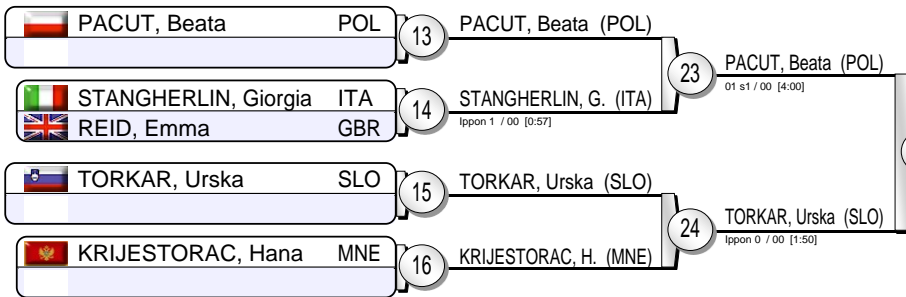 PACUT, Beata POL
13
PACUT, Beata (POL)
STANGHERLIN, Giorgia ITA
REID, Emma GBR
14
STANGHERLIN, G. (ITA)
Ippon 1 / 00 [0:57]
23
PACUT, Beata (POL)
01 s1 / 00 [4:00]
TORKAR, Urska SLO
15
TORKAR, Urska (SLO)
KRIJESTORAC, Hana MNE
16
KRIJESTORAC, H. (MNE)
24
TORKAR, Urska (SLO)
Ippon 0 / 00 [1:50]